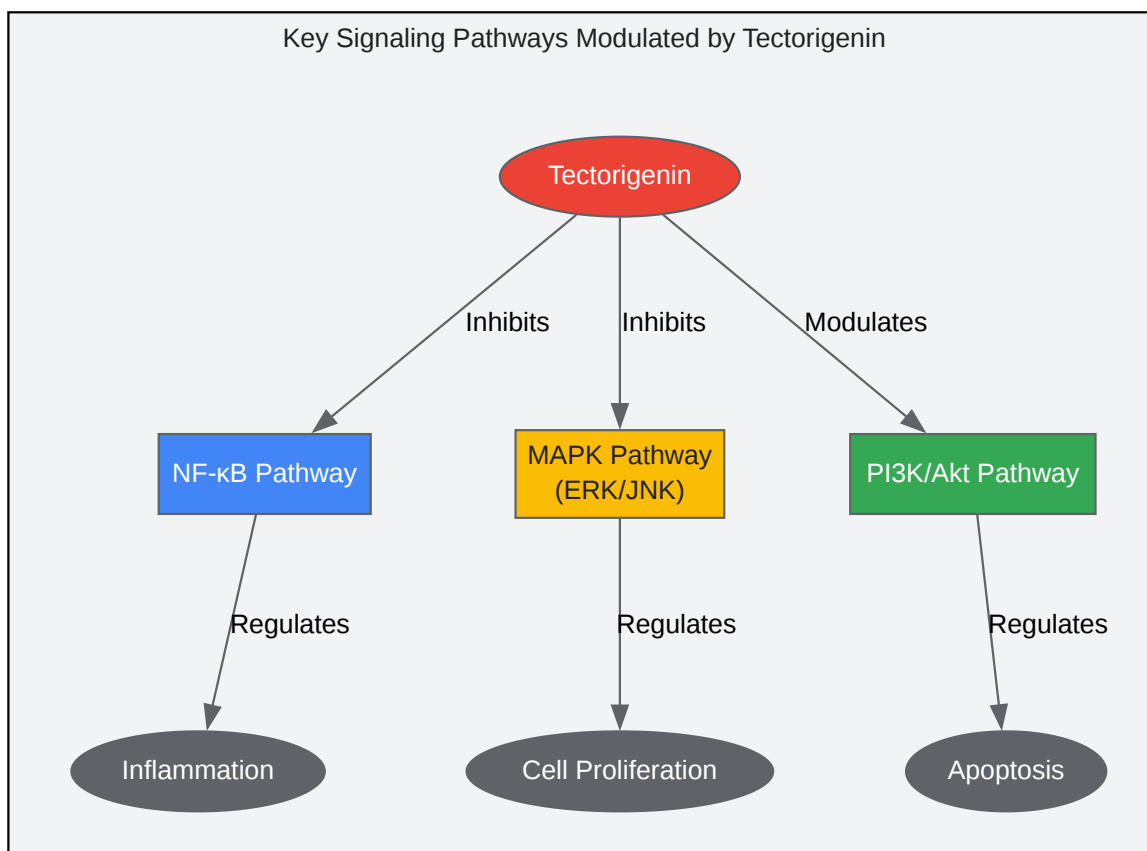 Key Signaling Pathways Modulated by Tectorigenin
Tectorigenin
Inhibits
Inhibits
Modulates
NF-κB Pathway
MAPK Pathway
(ERK/JNK)
PI3K/Akt Pathway
Regulates
Regulates
Regulates
Inflammation
Cell Proliferation
Apoptosis